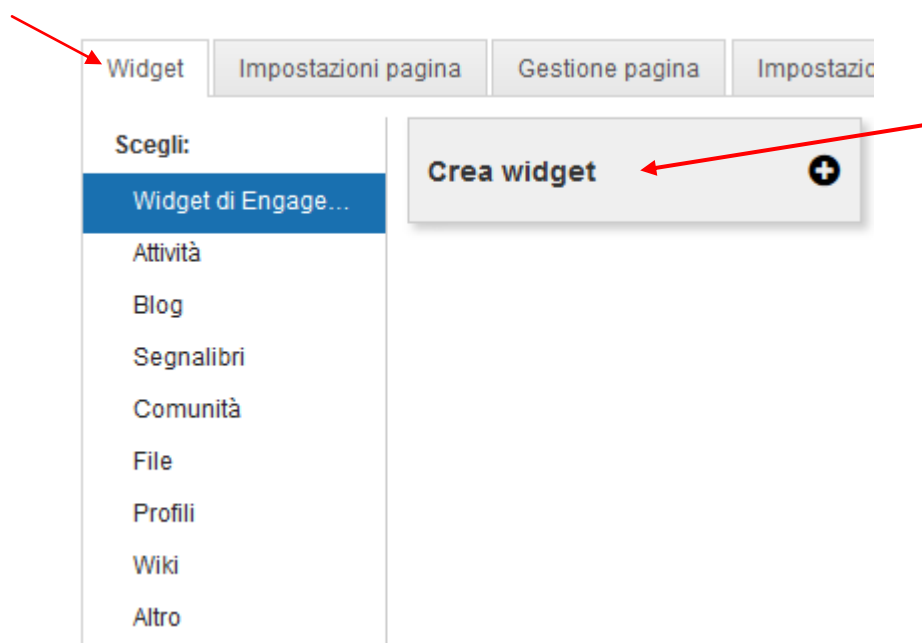 Widget
Impostazioni pagina
Gestione pagina
Impostazio
Scegli:
Widget di Engage...
Attività
Blog
Segnalibri
Comunità
File
Profili
Wiki
Altro
Crea widget